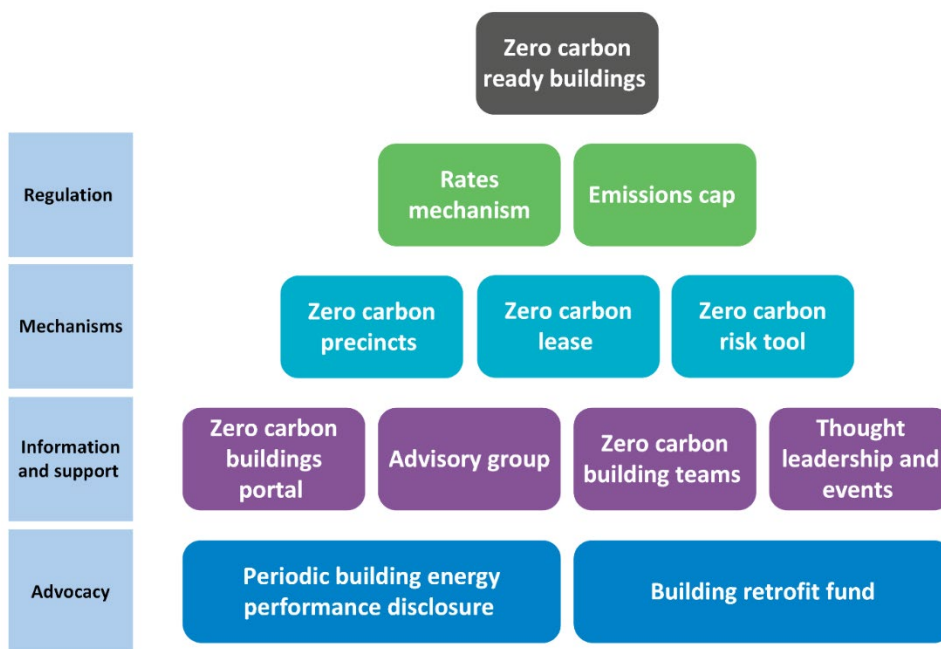 Zero carbon
ready buildings
Regulation
Rates
mechanism
Emissions cap
Mechanisms
Zero carbon
precincts
Zero carbon
lease
Zero carbon
risk tool
Information
and support
Zero carbon
buildings
portal
Advisory group
Zero carbon
building teams
Thought
leadership and
events
Advocacy
Periodic building energy
performance disclosure
Building retrofit fund